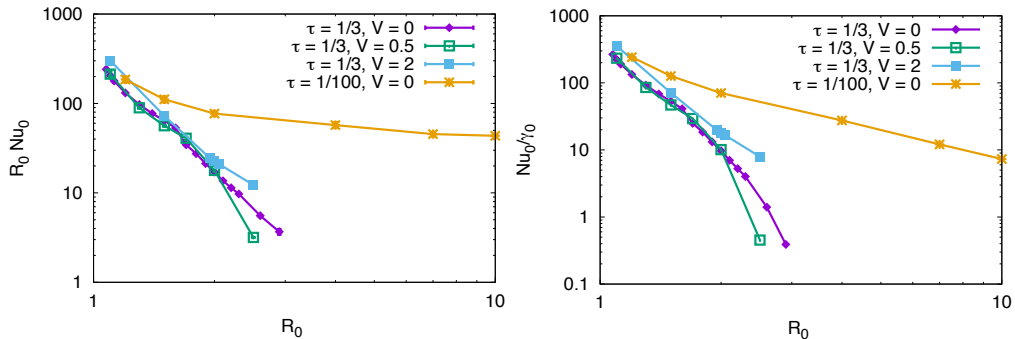 1000
100
10
1
R₀ Nu₀
τ = 1/3, V = 0
τ = 1/3, V = 0.5
τ = 1/3, V = 2
τ = 1/100, V = 0
1
10
R₀
1000
100
10
1
0.1
Nu₀/γ₀
τ = 1/3, V = 0
τ = 1/3, V = 0.5
τ = 1/3, V = 2
τ = 1/100, V = 0
1
10
R₀